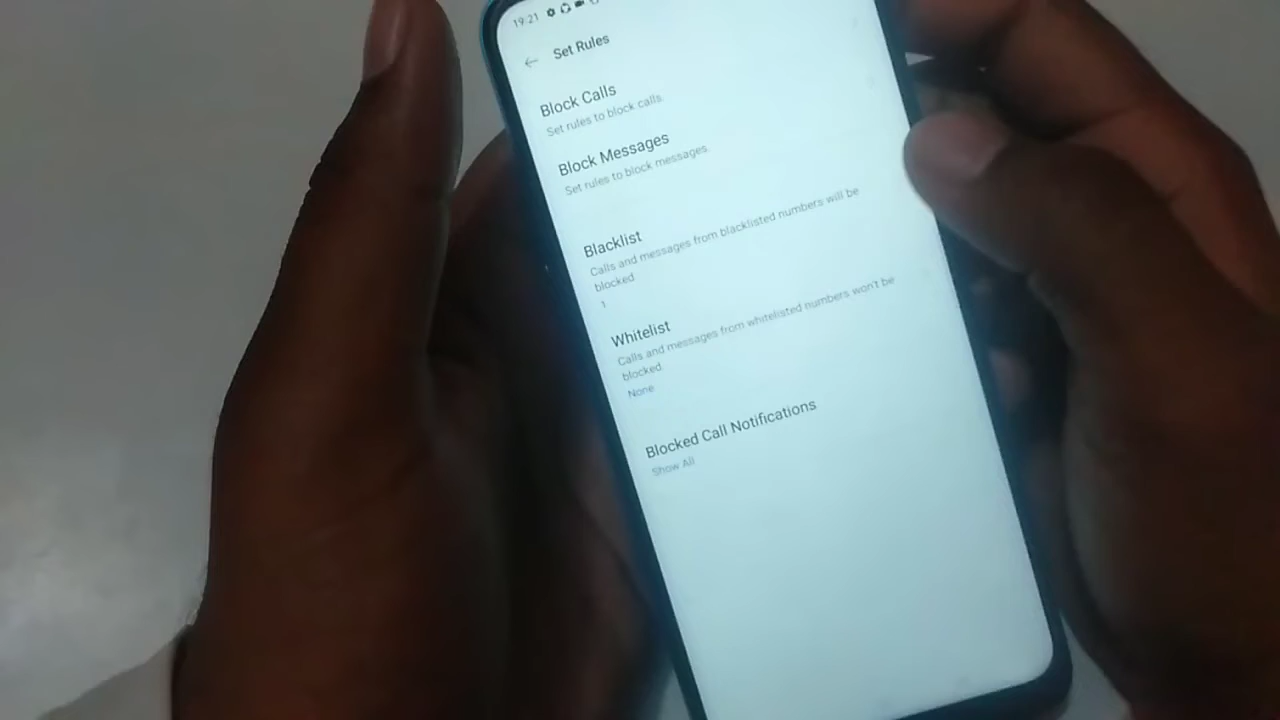 19:21
Set Rules
Block Calls
Set rules to block calls.
Block Messages
Set rules to block messages.
Blacklist
Calls and messages from blacklisted numbers will be
blocked
1
Whitelist
Calls and messages from whitelisted numbers won't be
blocked
None
Blocked Call Notifications
Show All